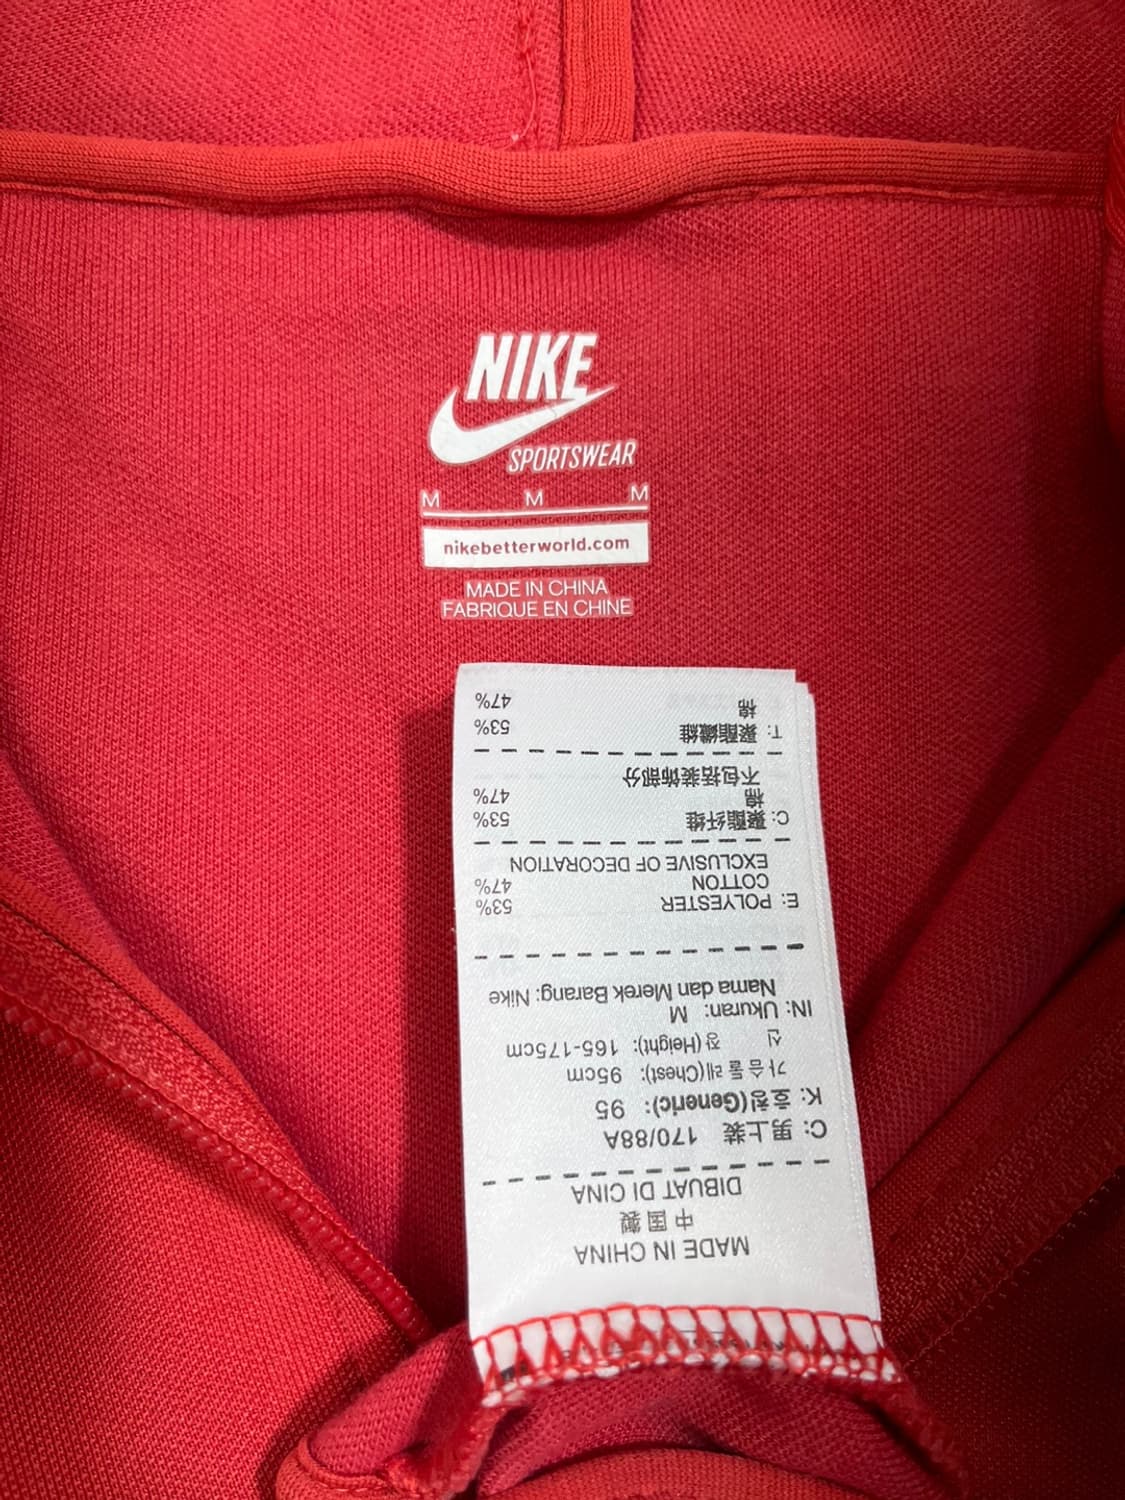 NIKE
SPORTSWEAR
M M M
nikebetterworld.com
MADE IN CHINA
FABRIQUE EN CHINE
MADE IN CHINA
中国製
DIBUAT DI CINA
C: 男上装 170/88A
K: 호칭(Generic): 95
가슴둘레(Chest): 95cm
신 장(Height): 165-175cm
IN: Ukuran: M
Nama dan Merek Barang: Nike
E: POLYESTER 53%
COTTON 47%
EXCLUSIVE OF DECORATION
C: 聚酯纤维 53%
棉 47%
不包括装饰部分
T: 聚酯纖維 53%
棉 47%